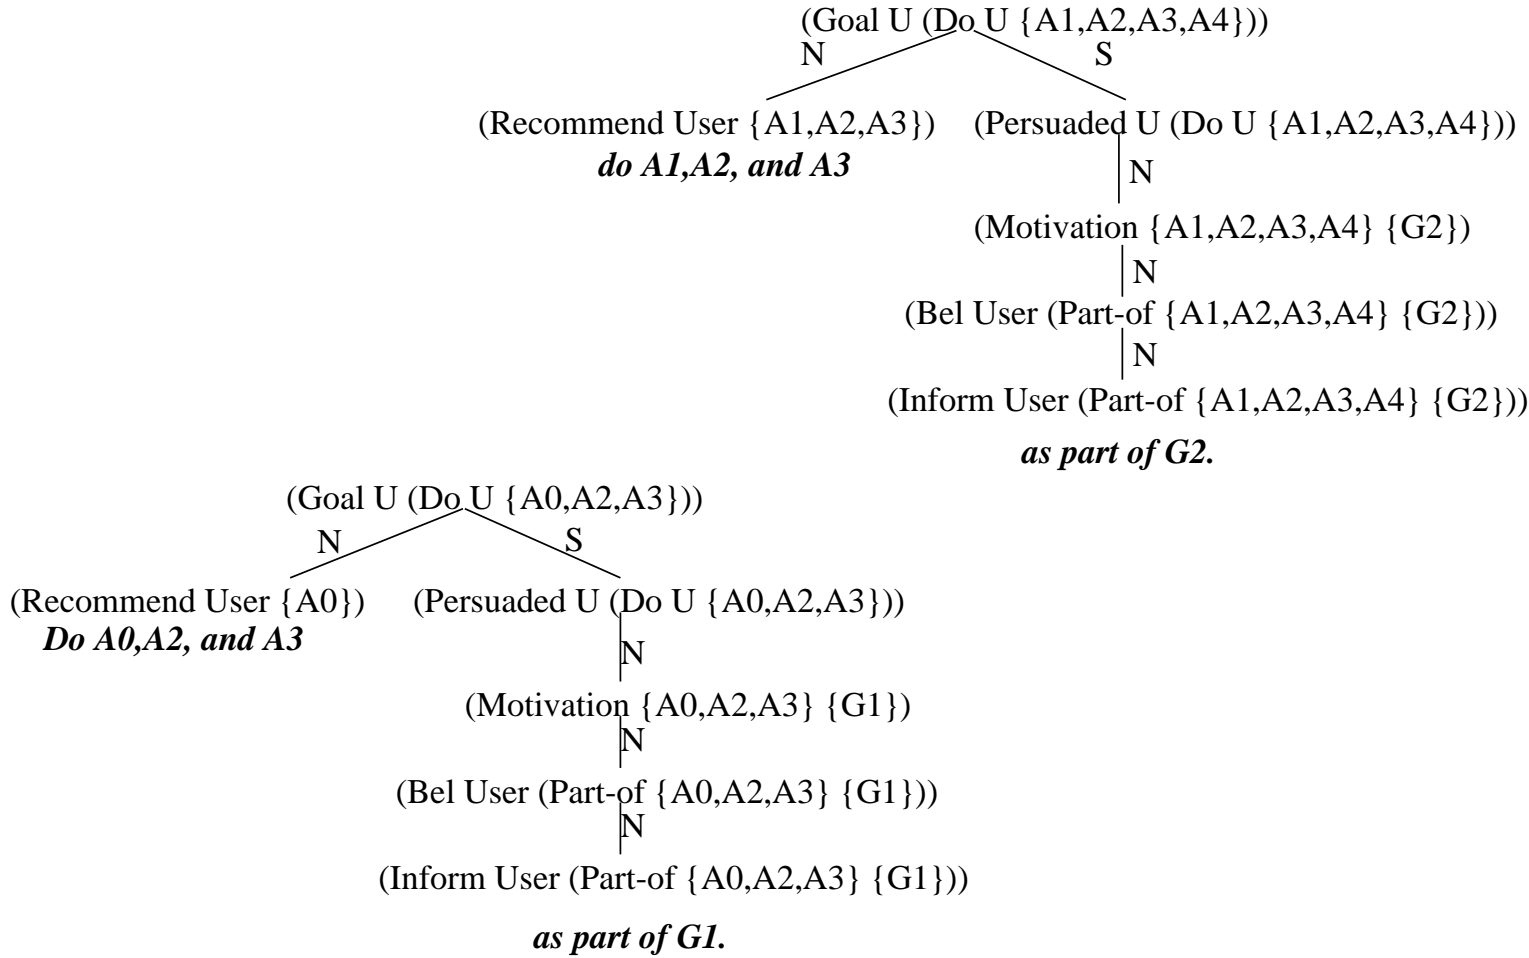 (Goal U (Do U {A1,A2,A3,A4}))
N S
(Recommend User {A1,A2,A3}) (Persuaded U (Do U {A1,A2,A3,A4}))
do A1,A2, and A3
N
(Motivation {A1,A2,A3,A4} {G2})
N
(Bel User (Part-of {A1,A2,A3,A4} {G2}))
N
(Inform User (Part-of {A1,A2,A3,A4} {G2}))
as part of G2.
(Goal U (Do U {A0,A2,A3}))
N S
(Recommend User {A0}) (Persuaded U (Do U {A0,A2,A3}))
Do A0,A2, and A3
N
(Motivation {A0,A2,A3} {G1})
N
(Bel User (Part-of {A0,A2,A3} {G1}))
N
(Inform User (Part-of {A0,A2,A3} {G1}))
as part of G1.